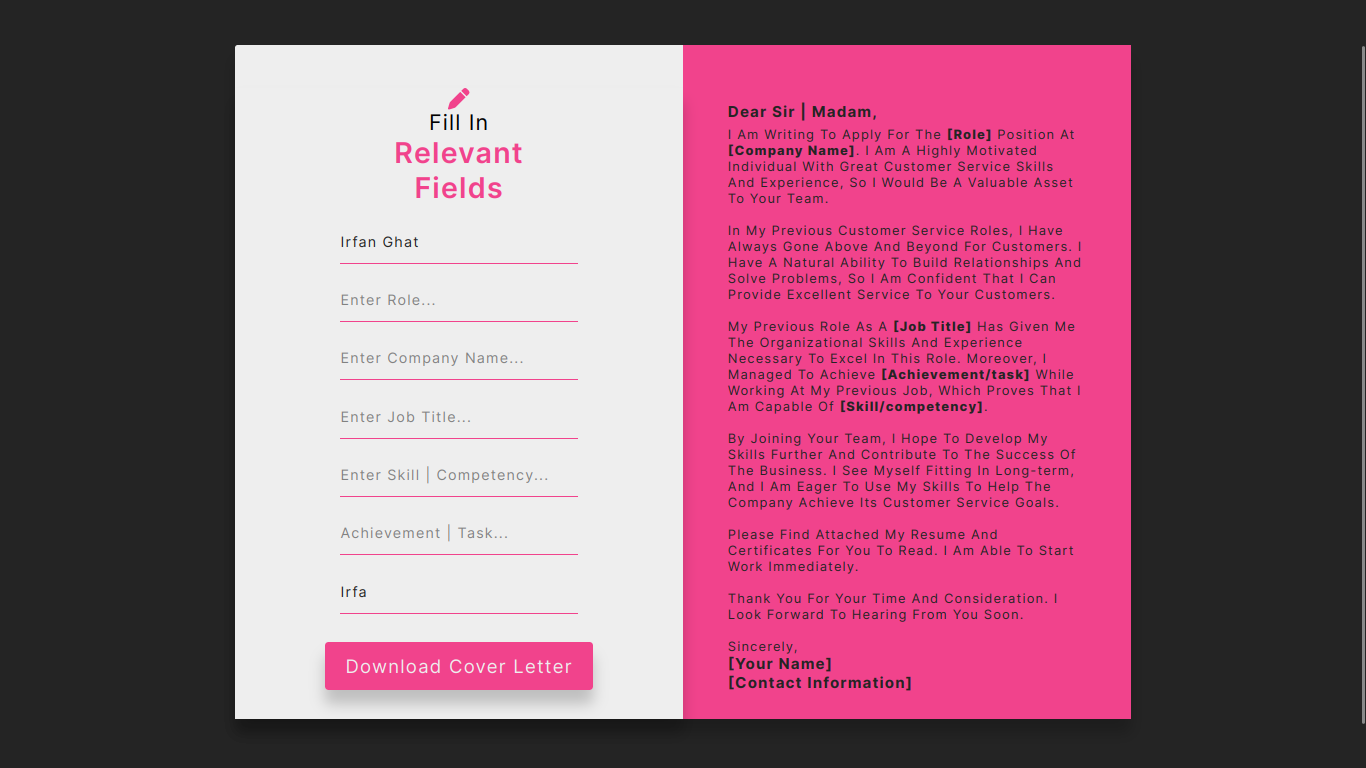 Fill In
Relevant
Fields
Irfan Ghat
Enter Role...
Enter Company Name...
Enter Job Title...
Enter Skill | Competency...
Achievement | Task...
Irfa
Download Cover Letter
Dear Sir | Madam,
I Am Writing To Apply For The [Role] Position At
[Company Name]. I Am A Highly Motivated
Individual With Great Customer Service Skills
And Experience, So I Would Be A Valuable Asset
To Your Team.
In My Previous Customer Service Roles, I Have
Always Gone Above And Beyond For Customers. I
Have A Natural Ability To Build Relationships And
Solve Problems, So I Am Confident That I Can
Provide Excellent Service To Your Customers.
My Previous Role As A [Job Title] Has Given Me
The Organizational Skills And Experience
Necessary To Excel In This Role. Moreover, I
Managed To Achieve [Achievement/task] While
Working At My Previous Job, Which Proves That I
Am Capable Of [Skill/competency].
By Joining Your Team, I Hope To Develop My
Skills Further And Contribute To The Success Of
The Business. I See Myself Fitting In Long-term,
And I Am Eager To Use My Skills To Help The
Company Achieve Its Customer Service Goals.
Please Find Attached My Resume And
Certificates For You To Read. I Am Able To Start
Work Immediately.
Thank You For Your Time And Consideration. I
Look Forward To Hearing From You Soon.
Sincerely,
[Your Name]
[Contact Information]